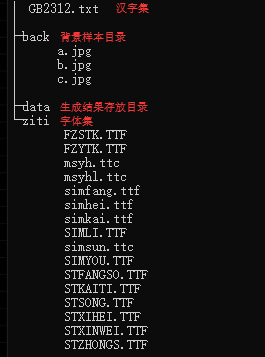 GB2312.txt 汉字集
back 背景样本目录
a.jpg
b.jpg
c.jpg
data 生成结果存放目录
ziti 字体集
FZSTK.TTF
FZYTK.TTF
msyh.ttc
msyhl.ttc
simfang.ttf
simhei.ttf
simkai.ttf
SIMLI.TTF
simsun.ttc
SIMYOU.TTF
STFANGSO.TTF
STKAITI.TTF
STSONG.TTF
STXIHEI.TTF
STXINWEI.TTF
STZHONGS.TTF